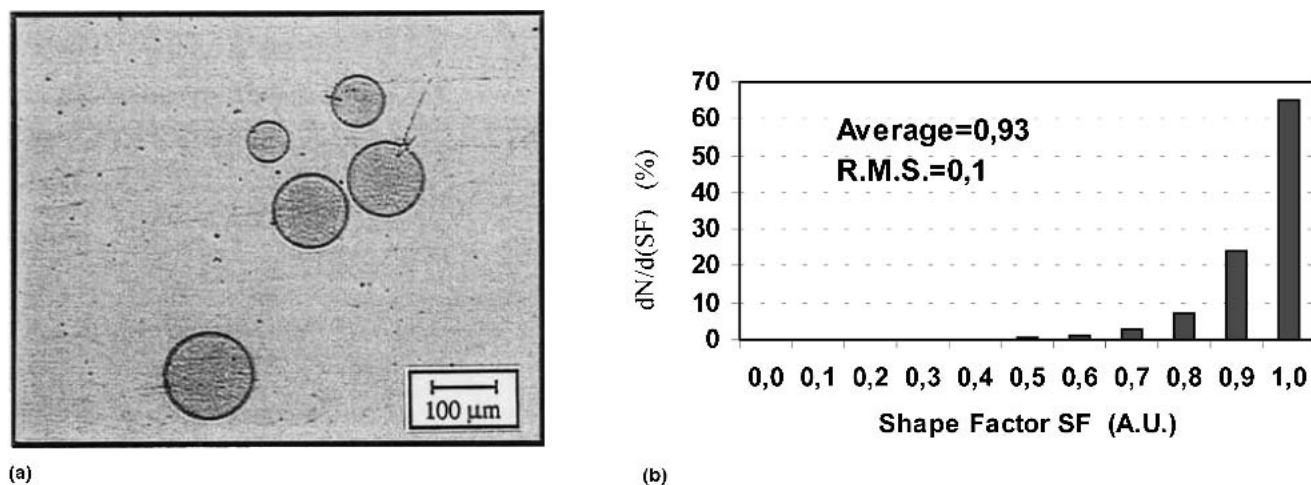 100 μm
(a)
dN/d(SF) (%)
70
60
50
40
30
20
10
0
Average=0,93
R.M.S.=0,1
0,0 0,1 0,2 0,3 0,4 0,5 0,6 0,7 0,8 0,9 1,0
Shape Factor SF (A.U.)
(b)